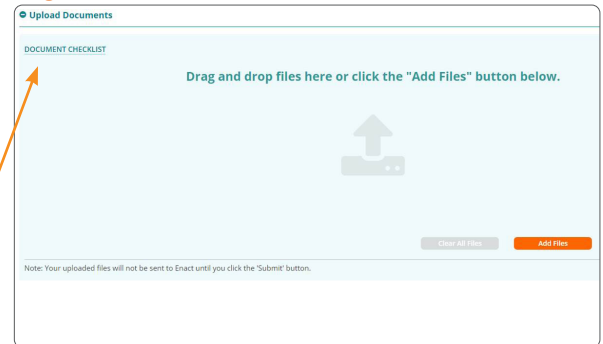 Upload Documents
DOCUMENT CHECKLIST
Drag and drop files here or click the "Add Files" button below.
Clear All Files
Add Files
Note: Your uploaded files will not be sent to Enact until you click the 'Submit' button.